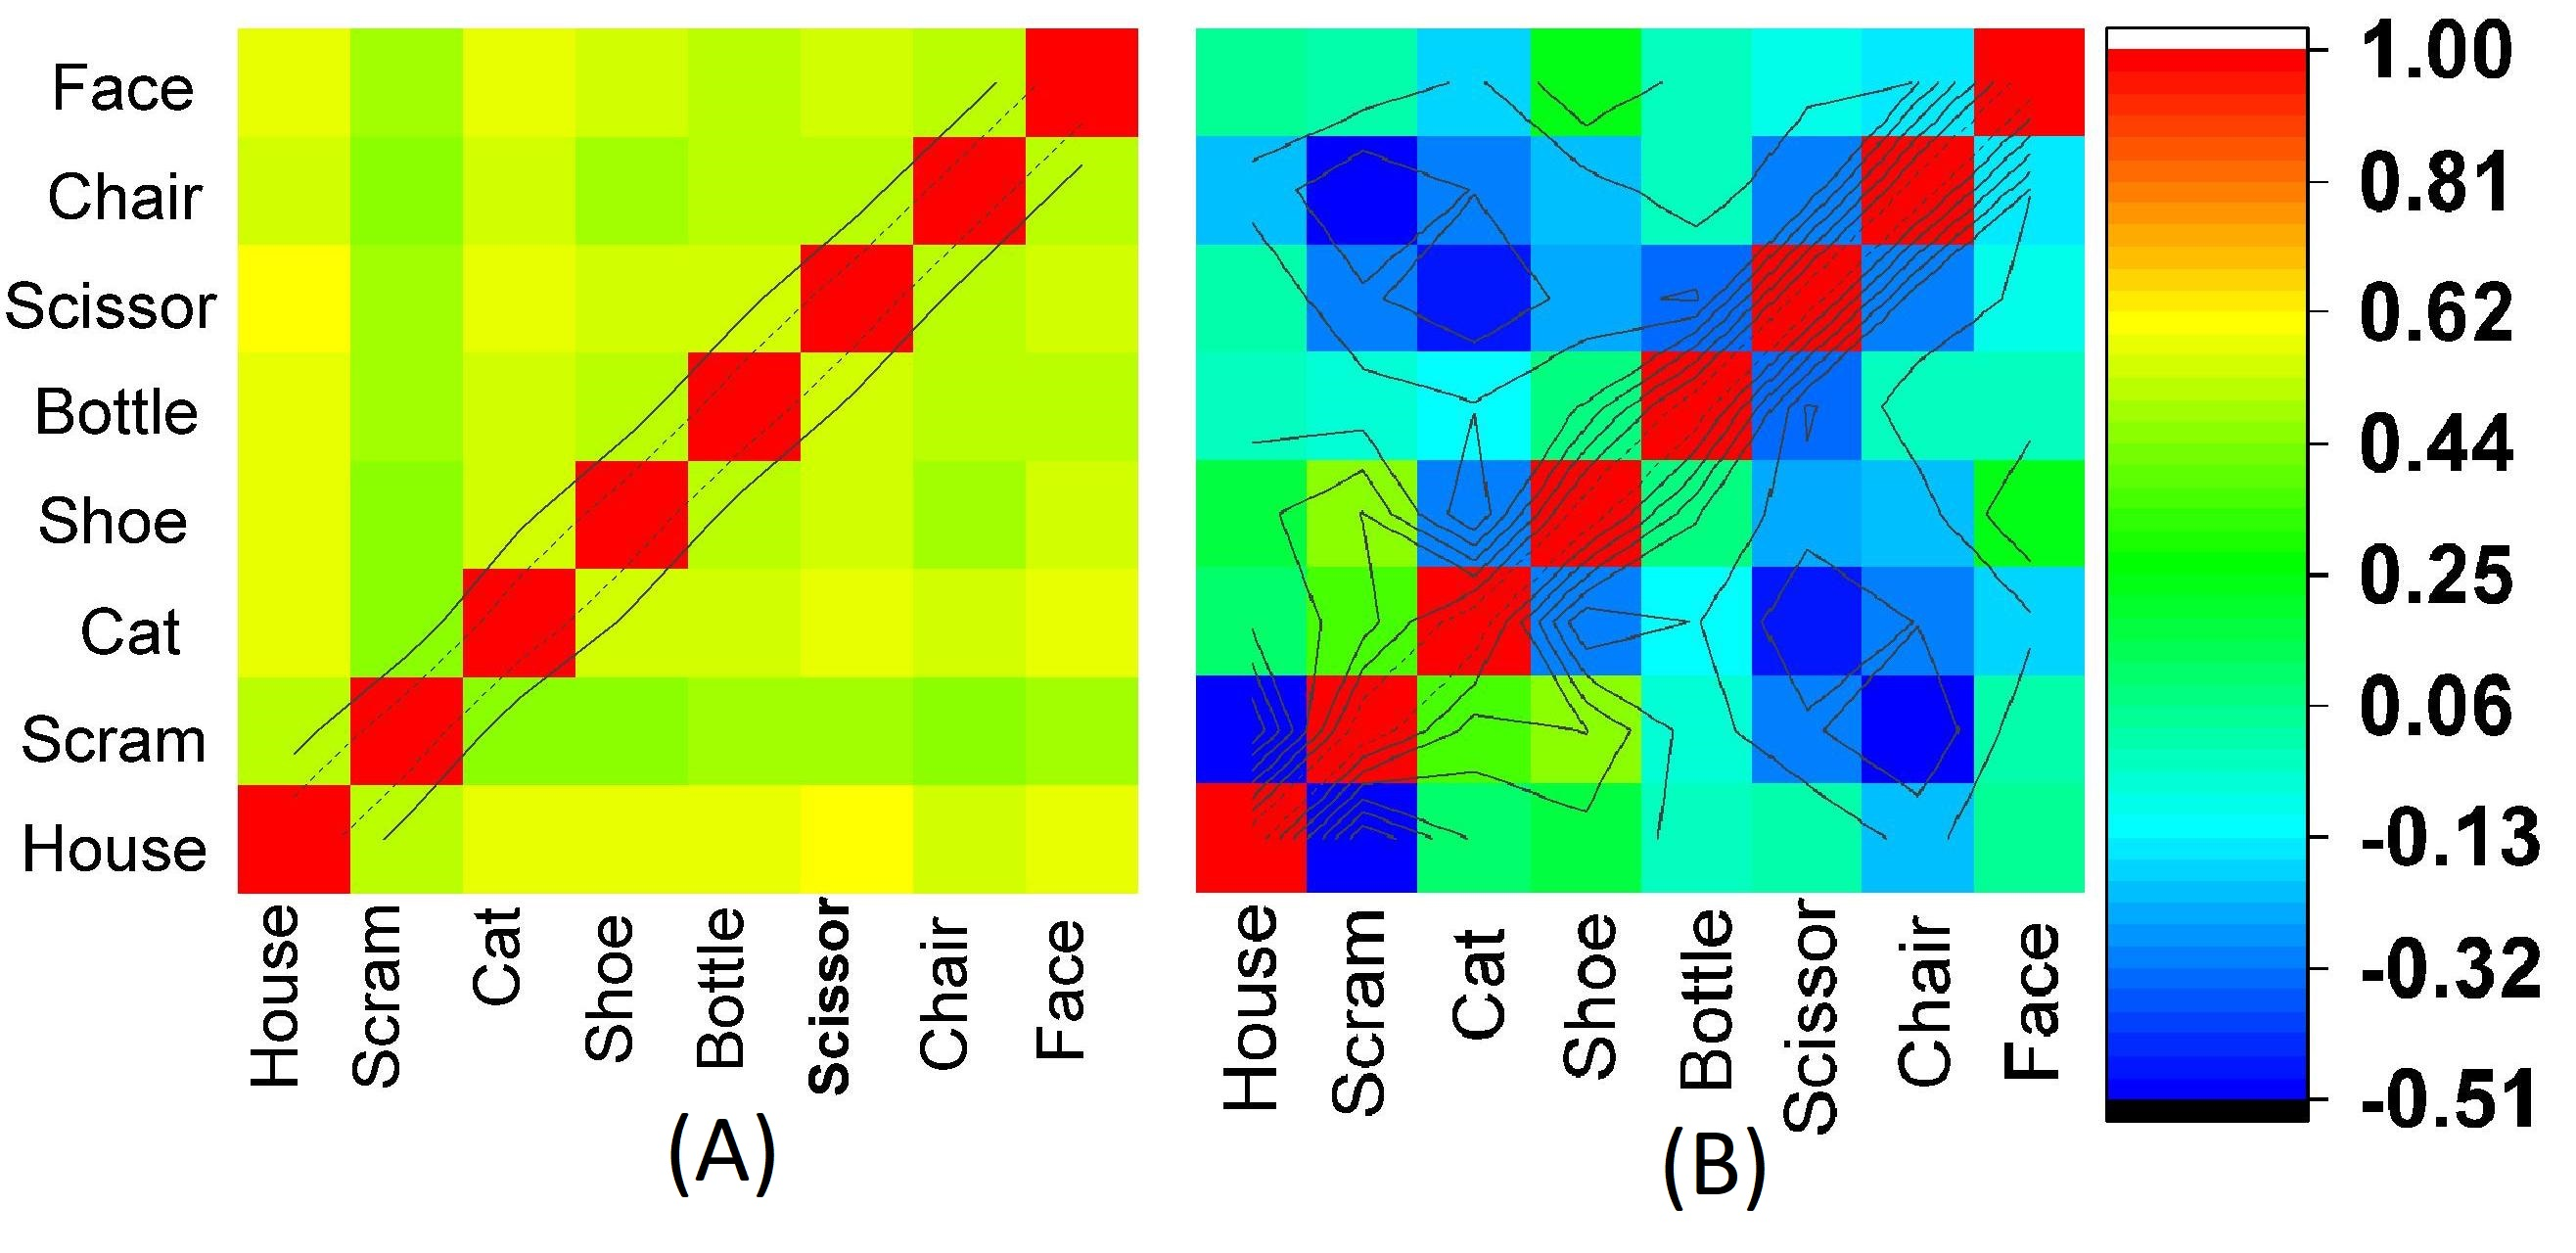 Face
Chair
Scissor
Bottle
Shoe
Cat
Scram
House
House
Scram
Cat
Shoe
Bottle
Scissor
Chair
Face
(A)
House
Scram
Cat
Shoe
Bottle
Scissor
Chair
Face
(B)
1.00
0.81
0.62
0.44
0.25
0.06
-0.13
-0.32
-0.51